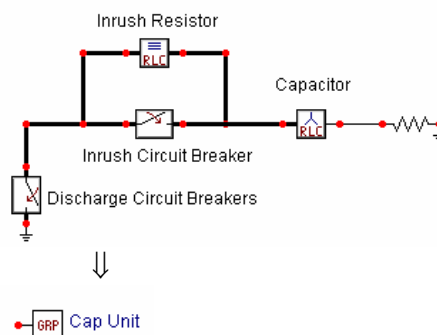 Inrush Resistor
RLC
Capacitor
RLC
Inrush Circuit Breaker
Discharge Circuit Breakers
GRP Cap Unit